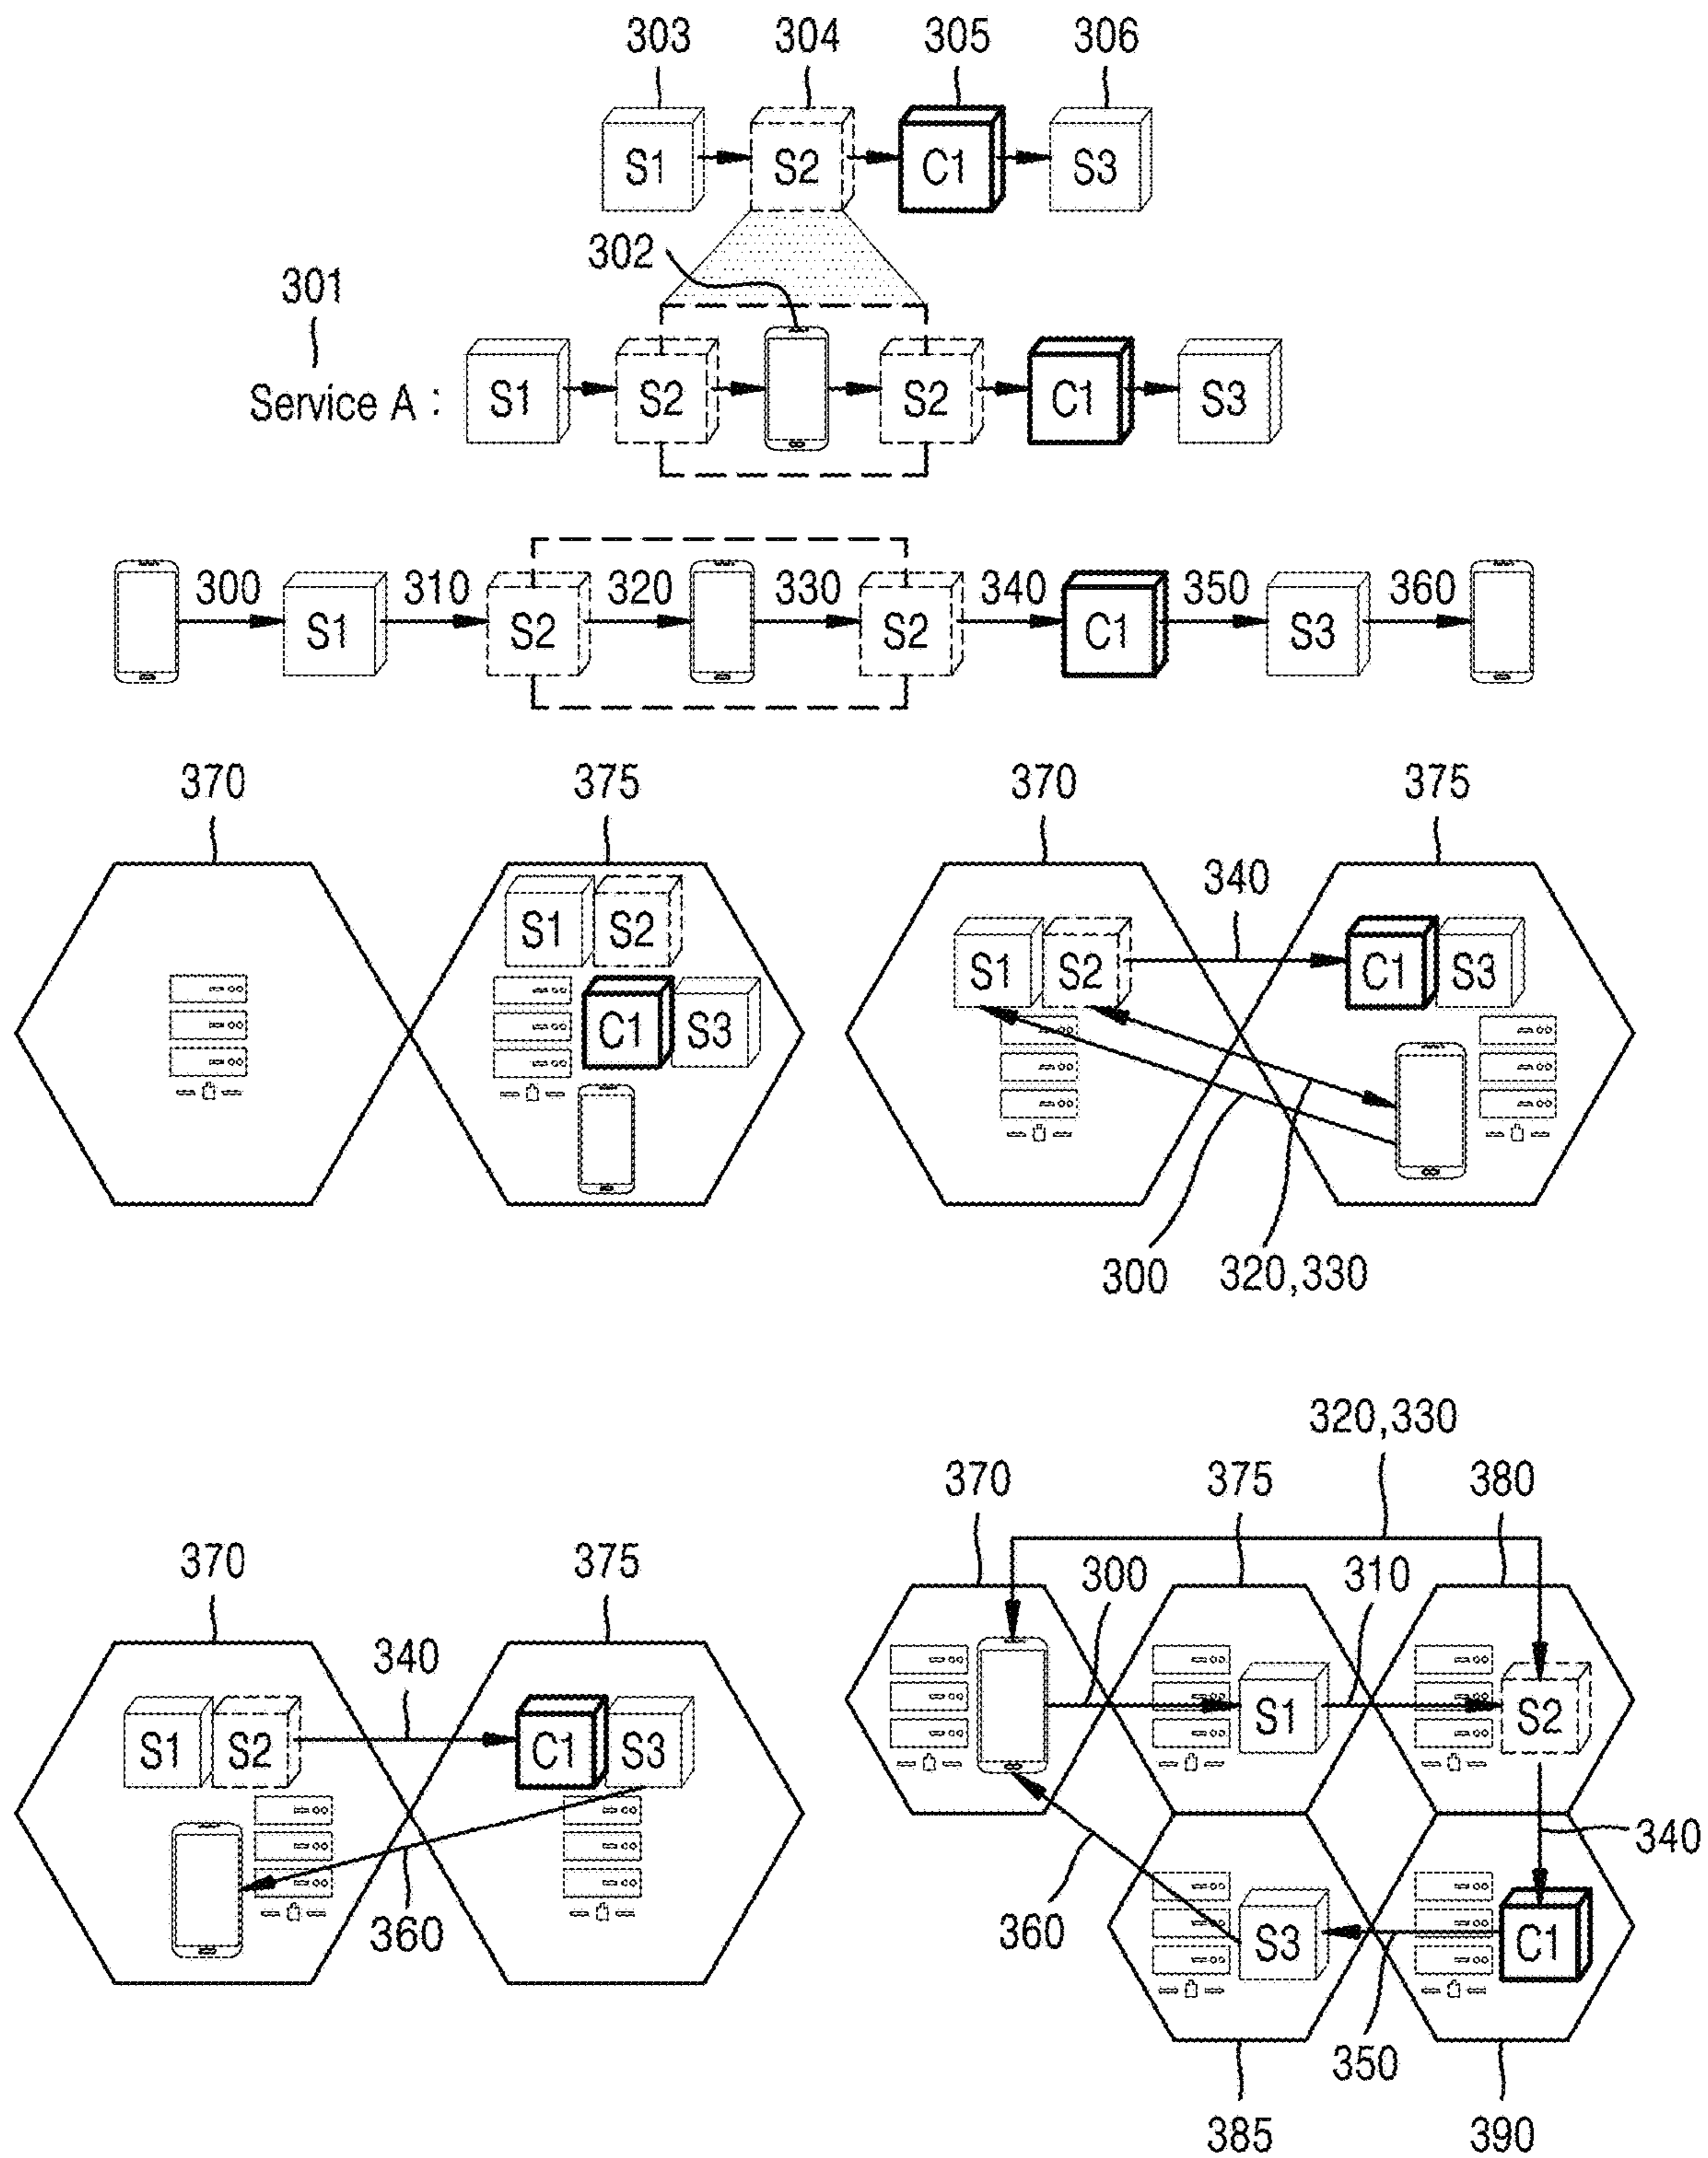 303 304 305 306
S1 S2 C1 S3
302
301
Service A : S1 S2 S2 C1 S3
300 310 320 330 340 350 360
S1 S2 S2 C1 S3
370 375 370 375
340
S1 S2 S1 S2 C1 S3
C1 S3
300 320,330
320,330
370 375 380
370 375 300 310
340
S1 S2 C1 S3 S1 S2
340
360 360 S3 C1
350
385 390